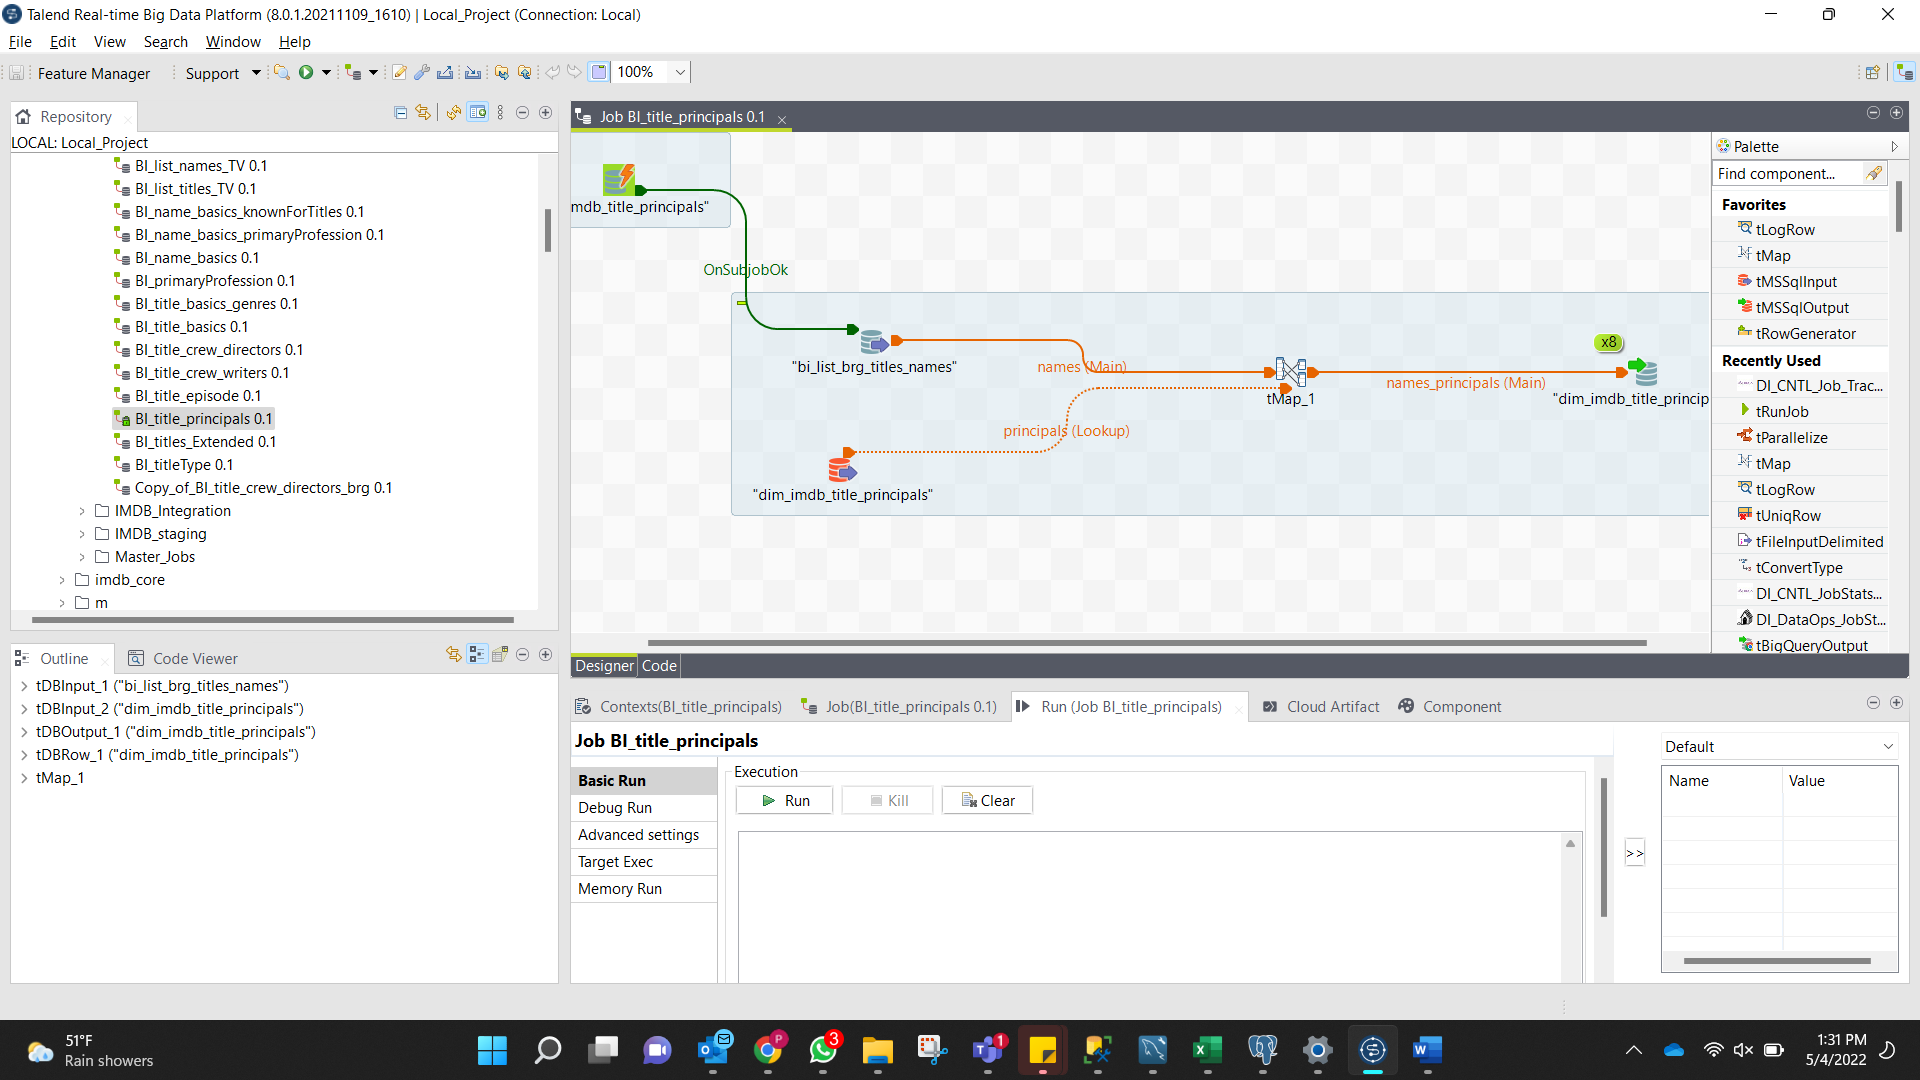 Talend Real-time Big Data Platform (8.0.1.20211109_1610) | Local_Project (Connection: Local)
File Edit View Search Window Help
Feature Manager Support 100%
Repository
LOCAL: Local_Project
BI_list_names_TV 0.1
BI_list_titles_TV 0.1
BI_name_basics_knownForTitles 0.1
BI_name_basics_primaryProfession 0.1
BI_name_basics 0.1
BI_primaryProfession 0.1
BI_title_basics_genres 0.1
BI_title_basics 0.1
BI_title_crew_directors 0.1
BI_title_crew_writers 0.1
BI_title_episode 0.1
BI_title_principals 0.1
BI_titles_Extended 0.1
BI_titleType 0.1
Copy_of_BI_title_crew_directors_brg 0.1
IMDB_Integration
IMDB_staging
Master_Jobs
imdb_core
m
Outline Code Viewer
tDBInput_1 ("bi_list_brg_titles_names")
tDBInput_2 ("dim_imdb_title_principals")
tDBOutput_1 ("dim_imdb_title_principals")
tDBRow_1 ("dim_imdb_title_principals")
tMap_1
Job BI_title_principals 0.1
mdb_title_principals"
OnSubjobOk
"bi_list_brg_titles_names"
names (Main)
principals (Lookup)
"dim_imdb_title_principals"
tMap_1
names_principals (Main)
x8
"dim_imdb_title_princip
Palette
Find component...
Favorites
tLogRow
tMap
tMSSqlInput
tMSSqlOutput
tRowGenerator
Recently Used
DI_CNTL_Job_Trac...
tRunJob
tParallelize
tMap
tLogRow
tUniqRow
tFileInputDelimited
tConvertType
DI_CNTL_JobStats...
DI_DataOps_JobSt...
tBigQueryOutput
Designer Code
Contexts(BI_title_principals) Job(BI_title_principals 0.1) Run (Job BI_title_principals) Cloud Artifact Component
Job BI_title_principals
Basic Run
Debug Run
Advanced settings
Target Exec
Memory Run
Execution
Run Kill Clear
>>
Default
Name Value
51°F
Rain showers
P
3
1
1:31 PM
5/4/2022